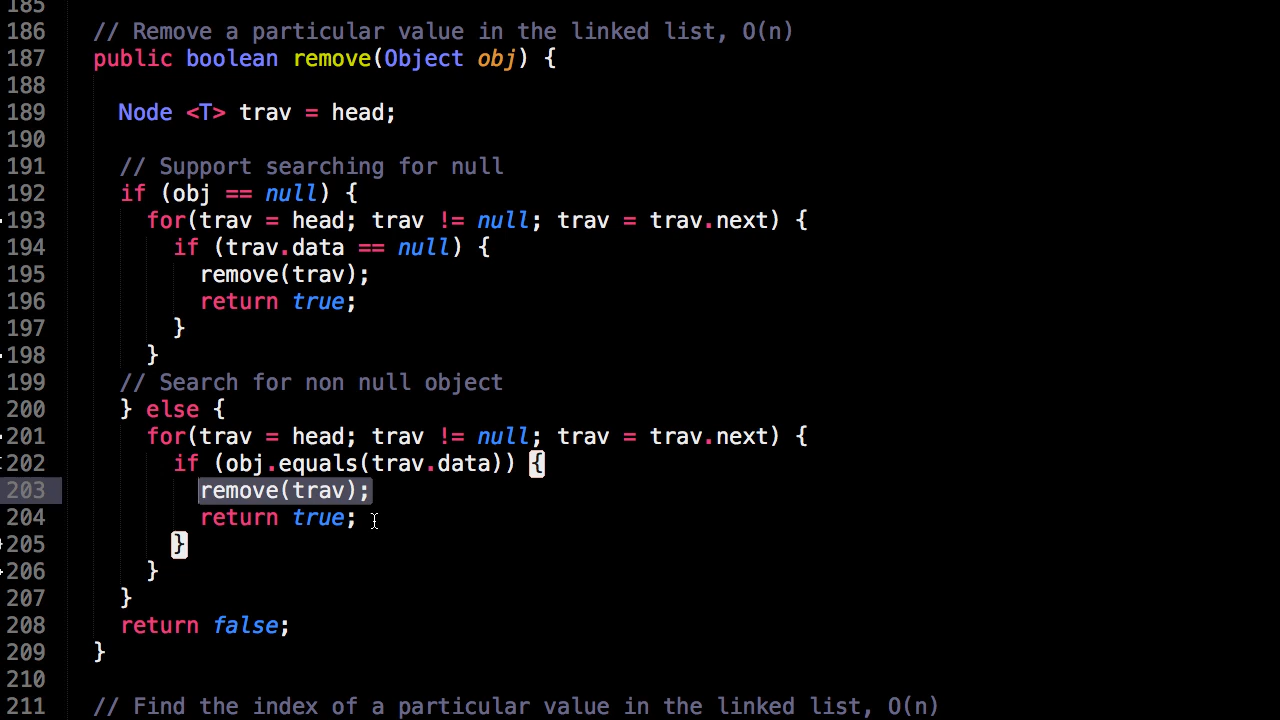 185
186 // Remove a particular value in the linked list, O(n)
187 public boolean remove(Object obj) {
188
189 Node <T> trav = head;
190
191 // Support searching for null
192 if (obj == null) {
193 for(trav = head; trav != null; trav = trav.next) {
194 if (trav.data == null) {
195 remove(trav);
196 return true;
197 }
198 }
199 // Search for non null object
200 } else {
201 for(trav = head; trav != null; trav = trav.next) {
202 if (obj.equals(trav.data)) {
203 remove(trav);
204 return true;
205 }
206 }
207 }
208 return false;
209 }
210
211 // Find the index of a particular value in the linked list, O(n)